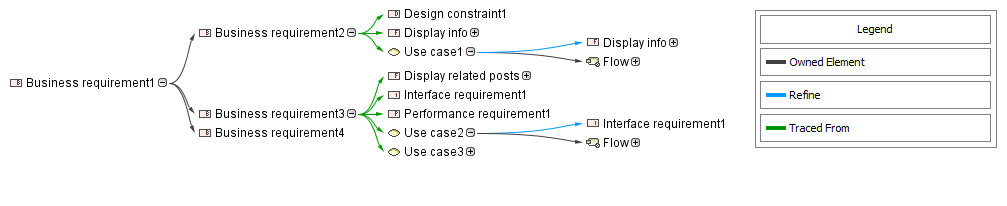 Business requirement1
Business requirement2
Design constraint1
Display info
Use case1
Display info
Flow
Business requirement3
Display related posts
Interface requirement1
Performance requirement1
Use case2
Interface requirement1
Flow
Use case3
Business requirement4
Legend
Owned Element
Refine
Traced From